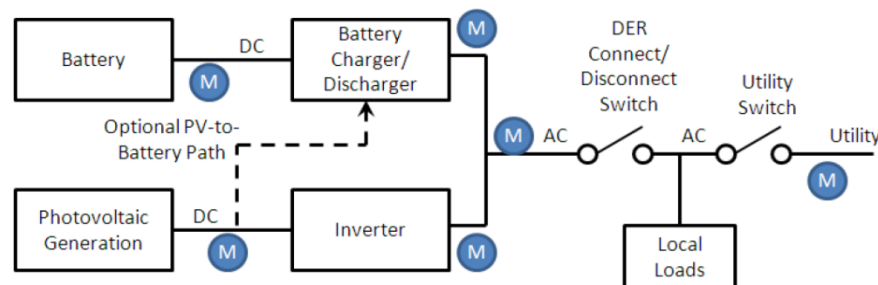 Battery
DC
M
Battery
Charger/
Discharger
M
DER
Connect/
Disconnect
Switch
Utility
Switch
Optional PV-to-
Battery Path
M
AC
AC
Utility
M
Photovoltaic
Generation
DC
M
Inverter
M
Local
Loads